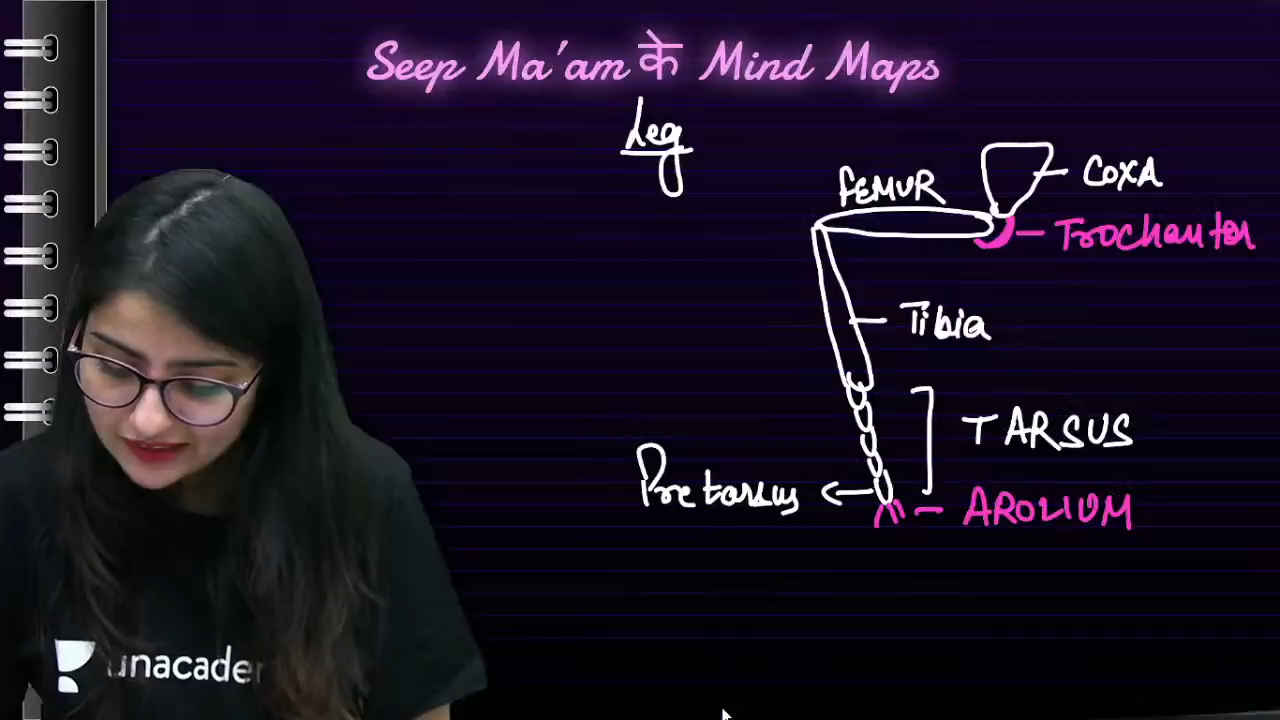 Seep Ma'am के Mind Maps
Leg
FEMUR
COXA
Trochanter
Tibia
TARSUS
Pretarsus
AROLIUM
unacade